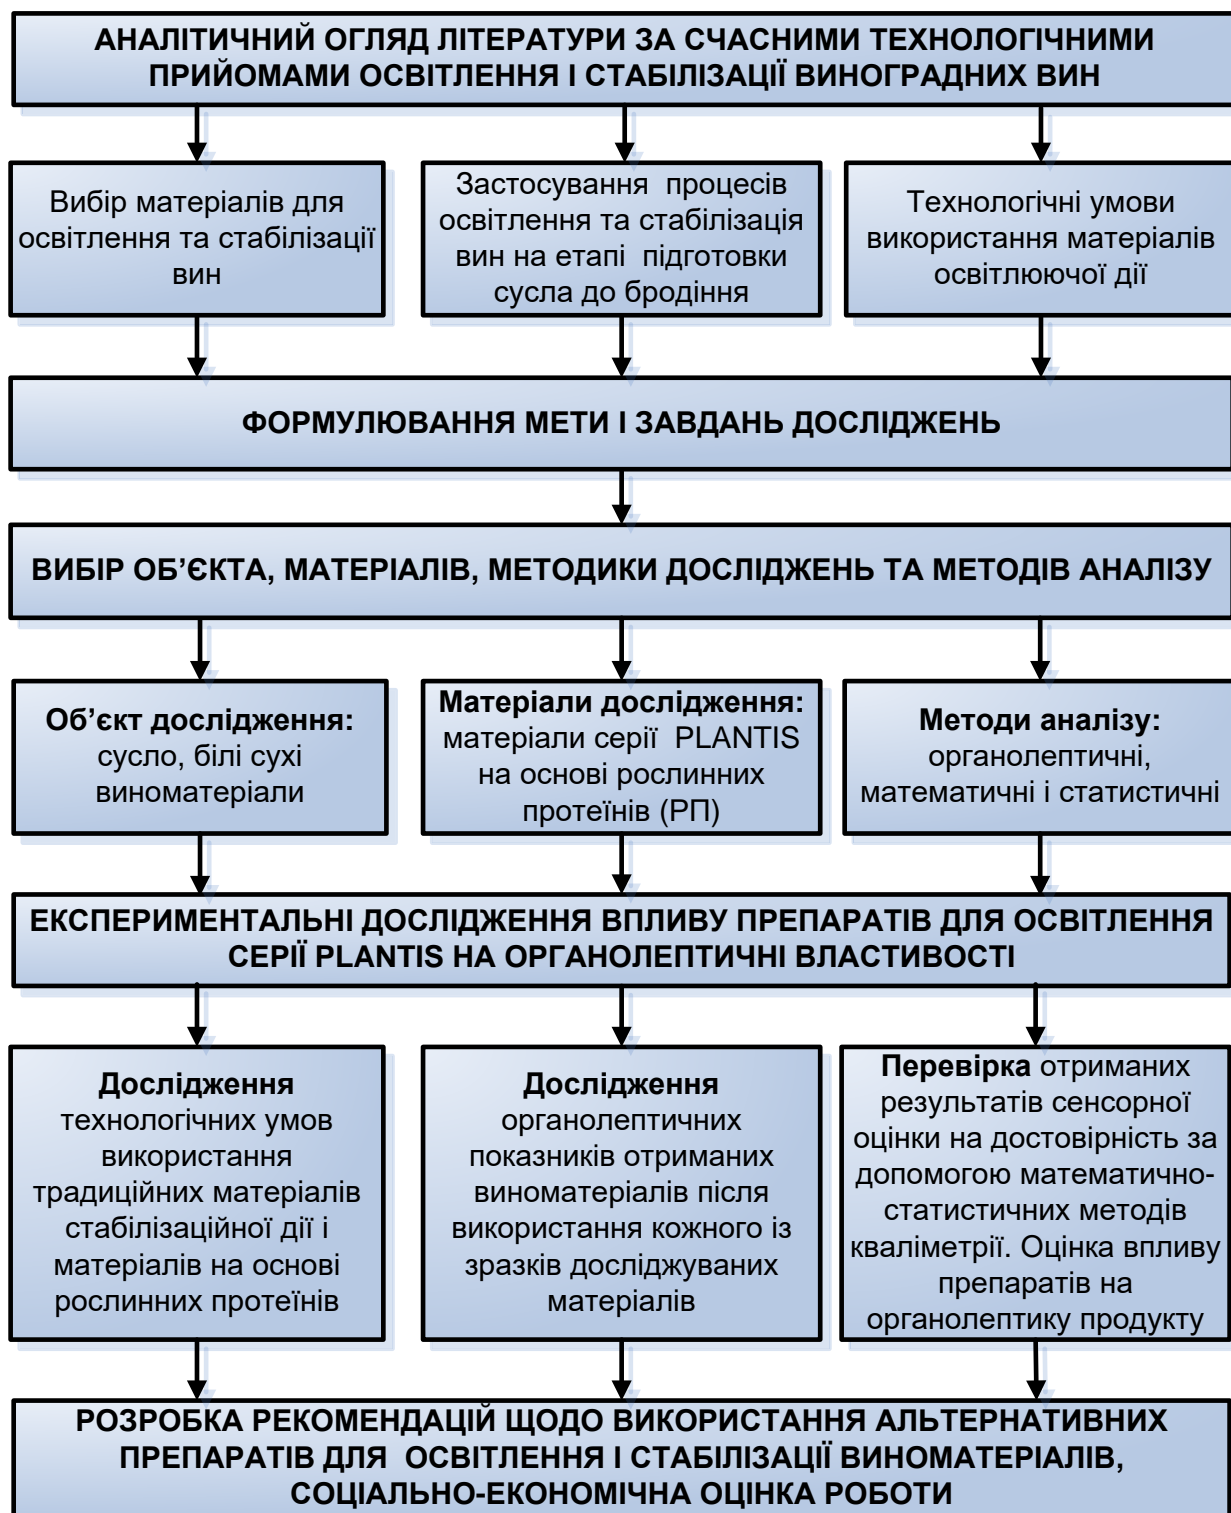 АНАЛІТИЧНИЙ ОГЛЯД ЛІТЕРАТУРИ ЗА СЧАСНИМИ ТЕХНОЛОГІЧНИМИ
ПРИЙОМАМИ ОСВІТЛЕННЯ І СТАБІЛІЗАЦІЇ ВИНОГРАДНИХ ВИН
Вибір матеріалів для
освітлення та стабілізації
вин
Застосування процесів
освітлення та стабілізація
вин на етапі підготовки
сусла до бродіння
Технологічні умови
використання матеріалів
освітлюючої дії
ФОРМУЛЮВАННЯ МЕТИ І ЗАВДАНЬ ДОСЛІДЖЕНЬ
ВИБІР ОБ’ЄКТА, МАТЕРІАЛІВ, МЕТОДИКИ ДОСЛІДЖЕНЬ ТА МЕТОДІВ АНАЛІЗУ
Об’єкт дослідження:
сусло, білі сухі
виноматеріали
Матеріали дослідження:
матеріали серії PLANTIS
на основі рослинних
протеїнів (РП)
Методи аналізу:
органолептичні,
математичні і статистичні
ЕКСПЕРИМЕНТАЛЬНІ ДОСЛІДЖЕННЯ ВПЛИВУ ПРЕПАРАТІВ ДЛЯ ОСВІТЛЕННЯ
СЕРІЇ PLANTIS НА ОРГАНОЛЕПТИЧНІ ВЛАСТИВОСТІ
Дослідження
технологічних умов
використання
традиційних матеріалів
стабілізаційної дії і
матеріалів на основі
рослинних протеїнів
Дослідження
органолептичних
показників отриманих
виноматеріалів після
використання кожного із
зразків досліджуваних
матеріалів
Перевірка отриманих
результатів сенсорної
оцінки на достовірність за
допомогою математично-
статистичних методів
кваліметрії. Оцінка впливу
препаратів на
органолептику продукту
РОЗРОБКА РЕКОМЕНДАЦІЙ ЩОДО ВИКОРИСТАННЯ АЛЬТЕРНАТИВНИХ
ПРЕПАРАТІВ ДЛЯ ОСВІТЛЕННЯ І СТАБІЛІЗАЦІЇ ВИНОМАТЕРІАЛІВ,
СОЦІАЛЬНО-ЕКОНОМІЧНА ОЦІНКА РОБОТИ